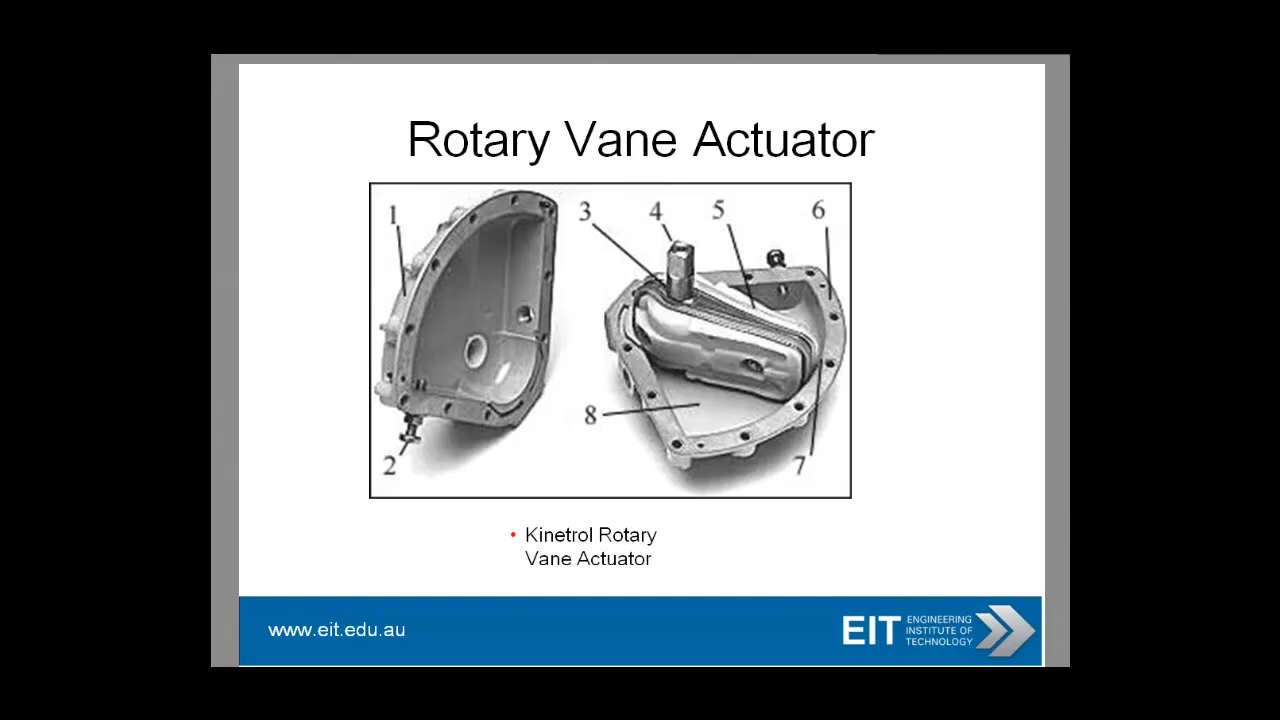 Rotary Vane Actuator
1
3
4
5
6
8
2
7
• Kinetrol Rotary
Vane Actuator
www.eit.edu.au
EIT
ENGINEERING
INSTITUTE OF
TECHNOLOGY